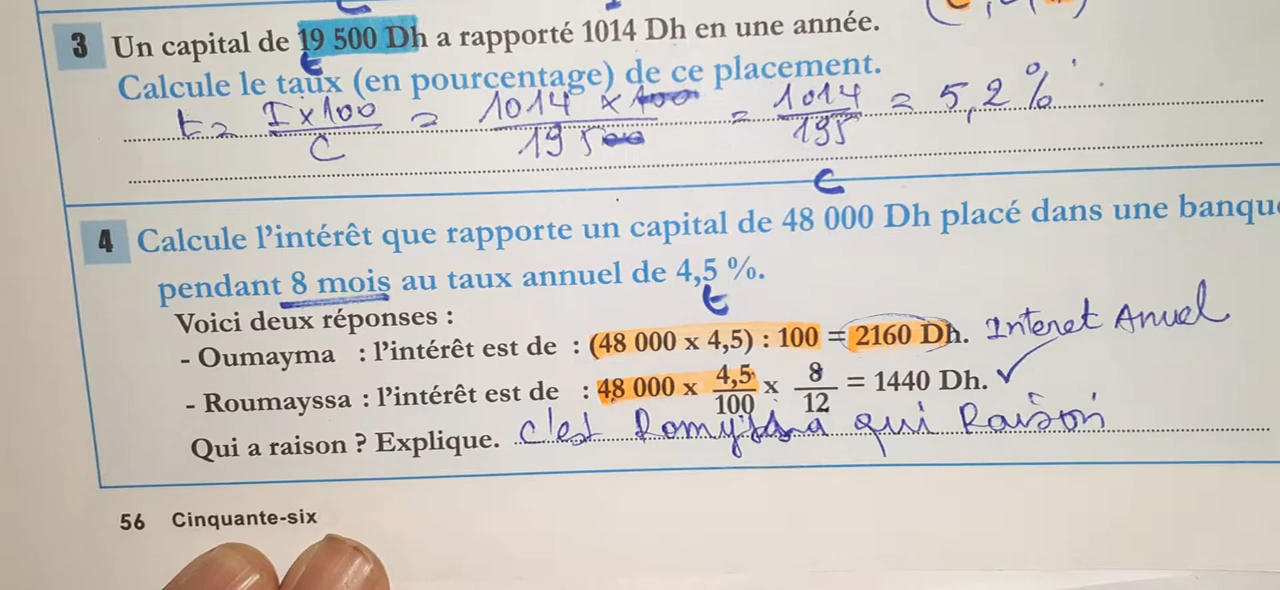 3 Un capital de 19 500 Dh a rapporté 1014 Dh en une année.
Calcule le taux (en pourcentage) de ce placement.
t = I x 100 / C = 1014 x 100 / 19500 = 1014 / 195 = 5,2 %
C
4 Calcule l'intérêt que rapporte un capital de 48 000 Dh placé dans une banque
pendant 8 mois au taux annuel de 4,5 %.
t
Voici deux réponses :
- Oumayma : l'intérêt est de : (48 000 x 4,5) : 100 = 2160 Dh. Interet Anuel
- Roumayssa : l'intérêt est de : 48 000 x 4,5/100 x 8/12 = 1440 Dh. ✓
Qui a raison ? Explique. c'est qui Raison
56 Cinquante-six